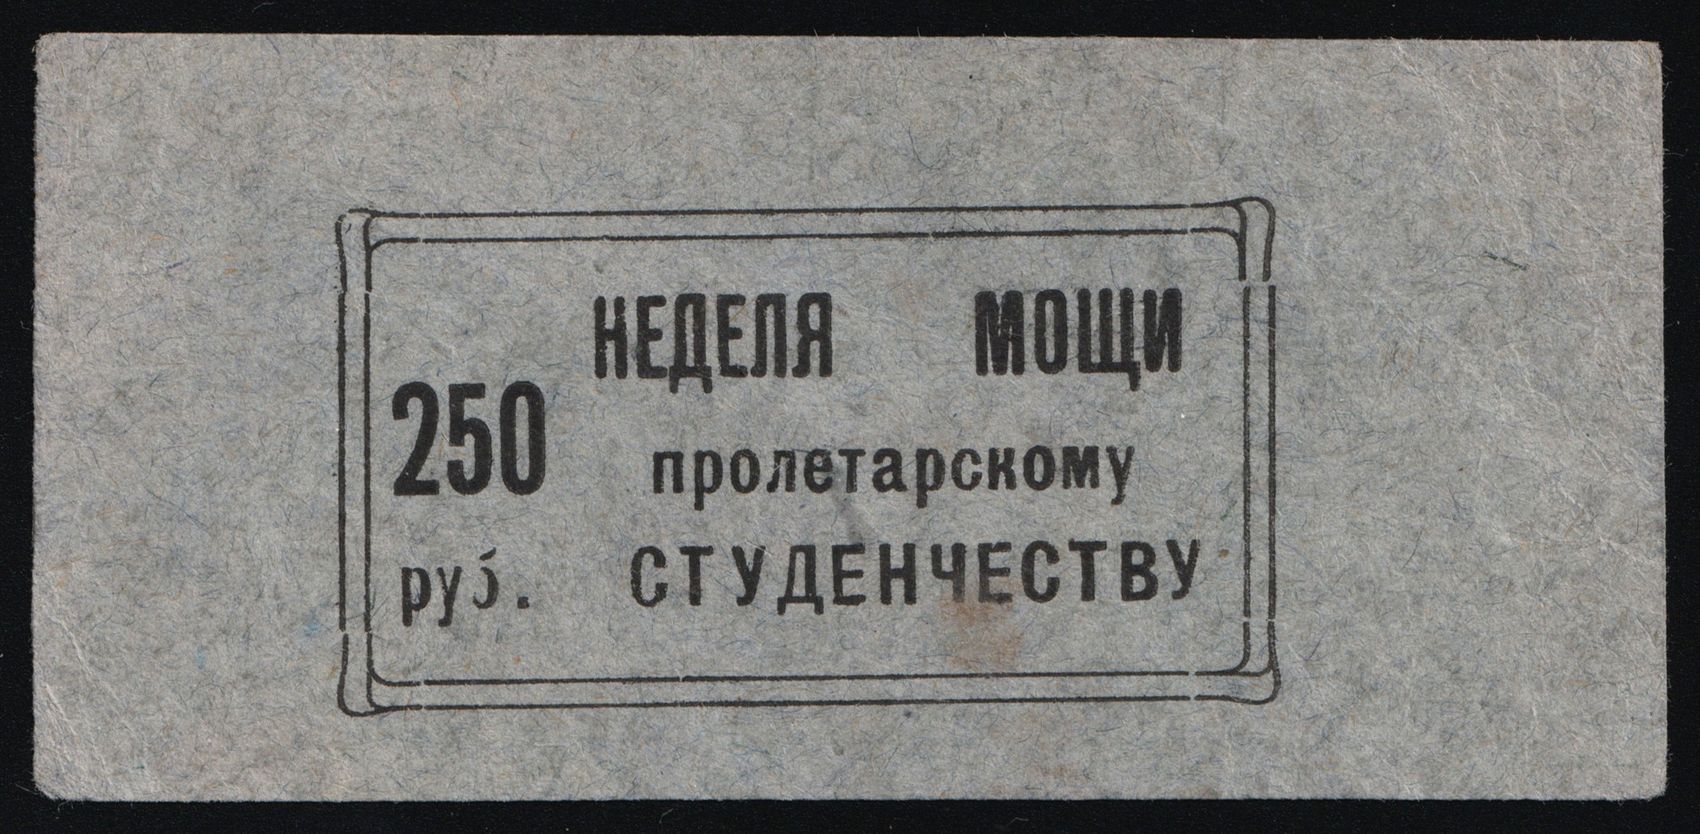 НЕДЕЛЯ МОЩИ
250
пролетарскому
руб. СТУДЕНЧЕСТВУ